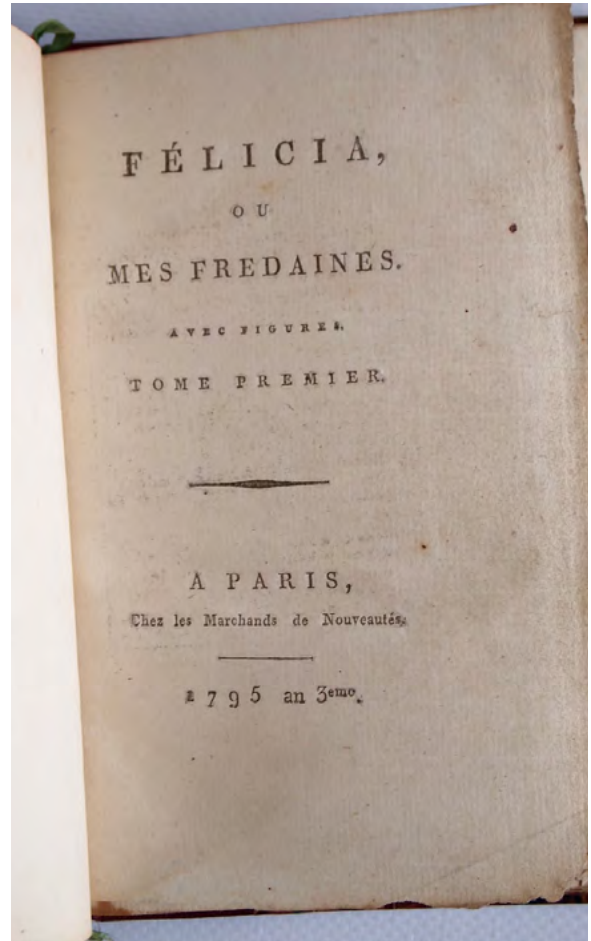 FÉLICIA,
OU
MES FREDAINES.
AVEC FIGURES.
TOME PREMIER.
A PARIS,
Chez les Marchands de Nouveautés.
1795 an 3eme.